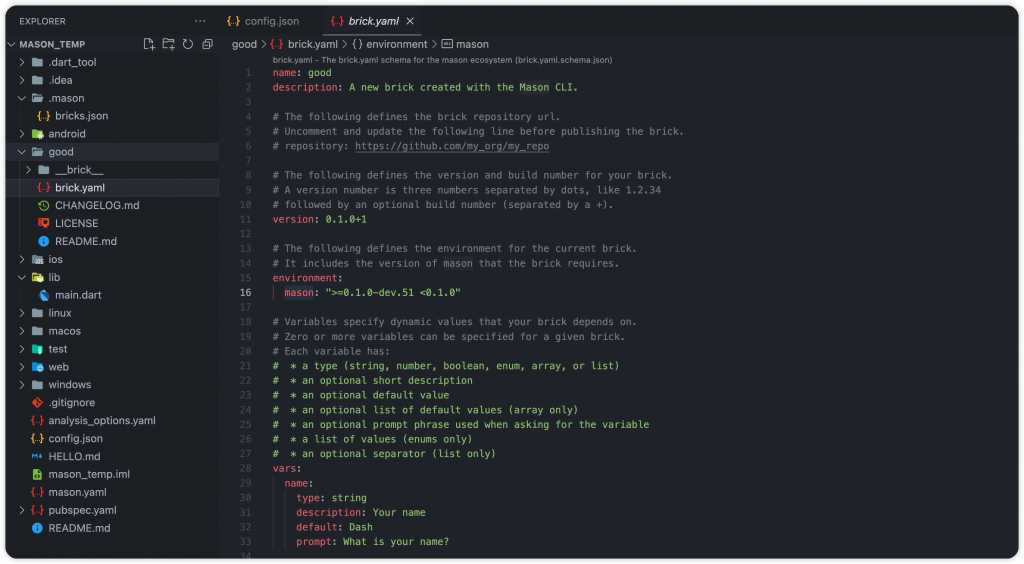 EXPLORER
MASON_TEMP
.dart_tool
.idea
.mason
bricks.json
android
good
__brick__
brick.yaml
CHANGELOG.md
LICENSE
README.md
ios
lib
main.dart
linux
macos
test
web
windows
.gitignore
analysis_options.yaml
config.json
HELLO.md
mason_temp.iml
mason.yaml
pubspec.yaml
README.md
config.json
brick.yaml
good > brick.yaml > environment > mason
brick.yaml - The brick.yaml schema for the mason ecosystem (brick.yaml.schema.json)
1 name: good
2 description: A new brick created with the Mason CLI.
3
4 # The following defines the brick repository url.
5 # Uncomment and update the following line before publishing the brick.
6 # repository: https://github.com/my_org/my_repo
7
8 # The following defines the version and build number for your brick.
9 # A version number is three numbers separated by dots, like 1.2.34
10 # followed by an optional build number (separated by a +).
11 version: 0.1.0+1
12
13 # The following defines the environment for the current brick.
14 # It includes the version of mason that the brick requires.
15 environment:
16 mason: ">=0.1.0-dev.51 <0.1.0"
17
18 # Variables specify dynamic values that your brick depends on.
19 # Zero or more variables can be specified for a given brick.
20 # Each variable has:
21 # * a type (string, number, boolean, enum, array, or list)
22 # * an optional short description
23 # * an optional default value
24 # * an optional list of default values (array only)
25 # * an optional prompt phrase used when asking for the variable
26 # * a list of values (enums only)
27 # * an optional separator (list only)
28 vars:
29 name:
30 type: string
31 description: Your name
32 default: Dash
33 prompt: What is your name?
34